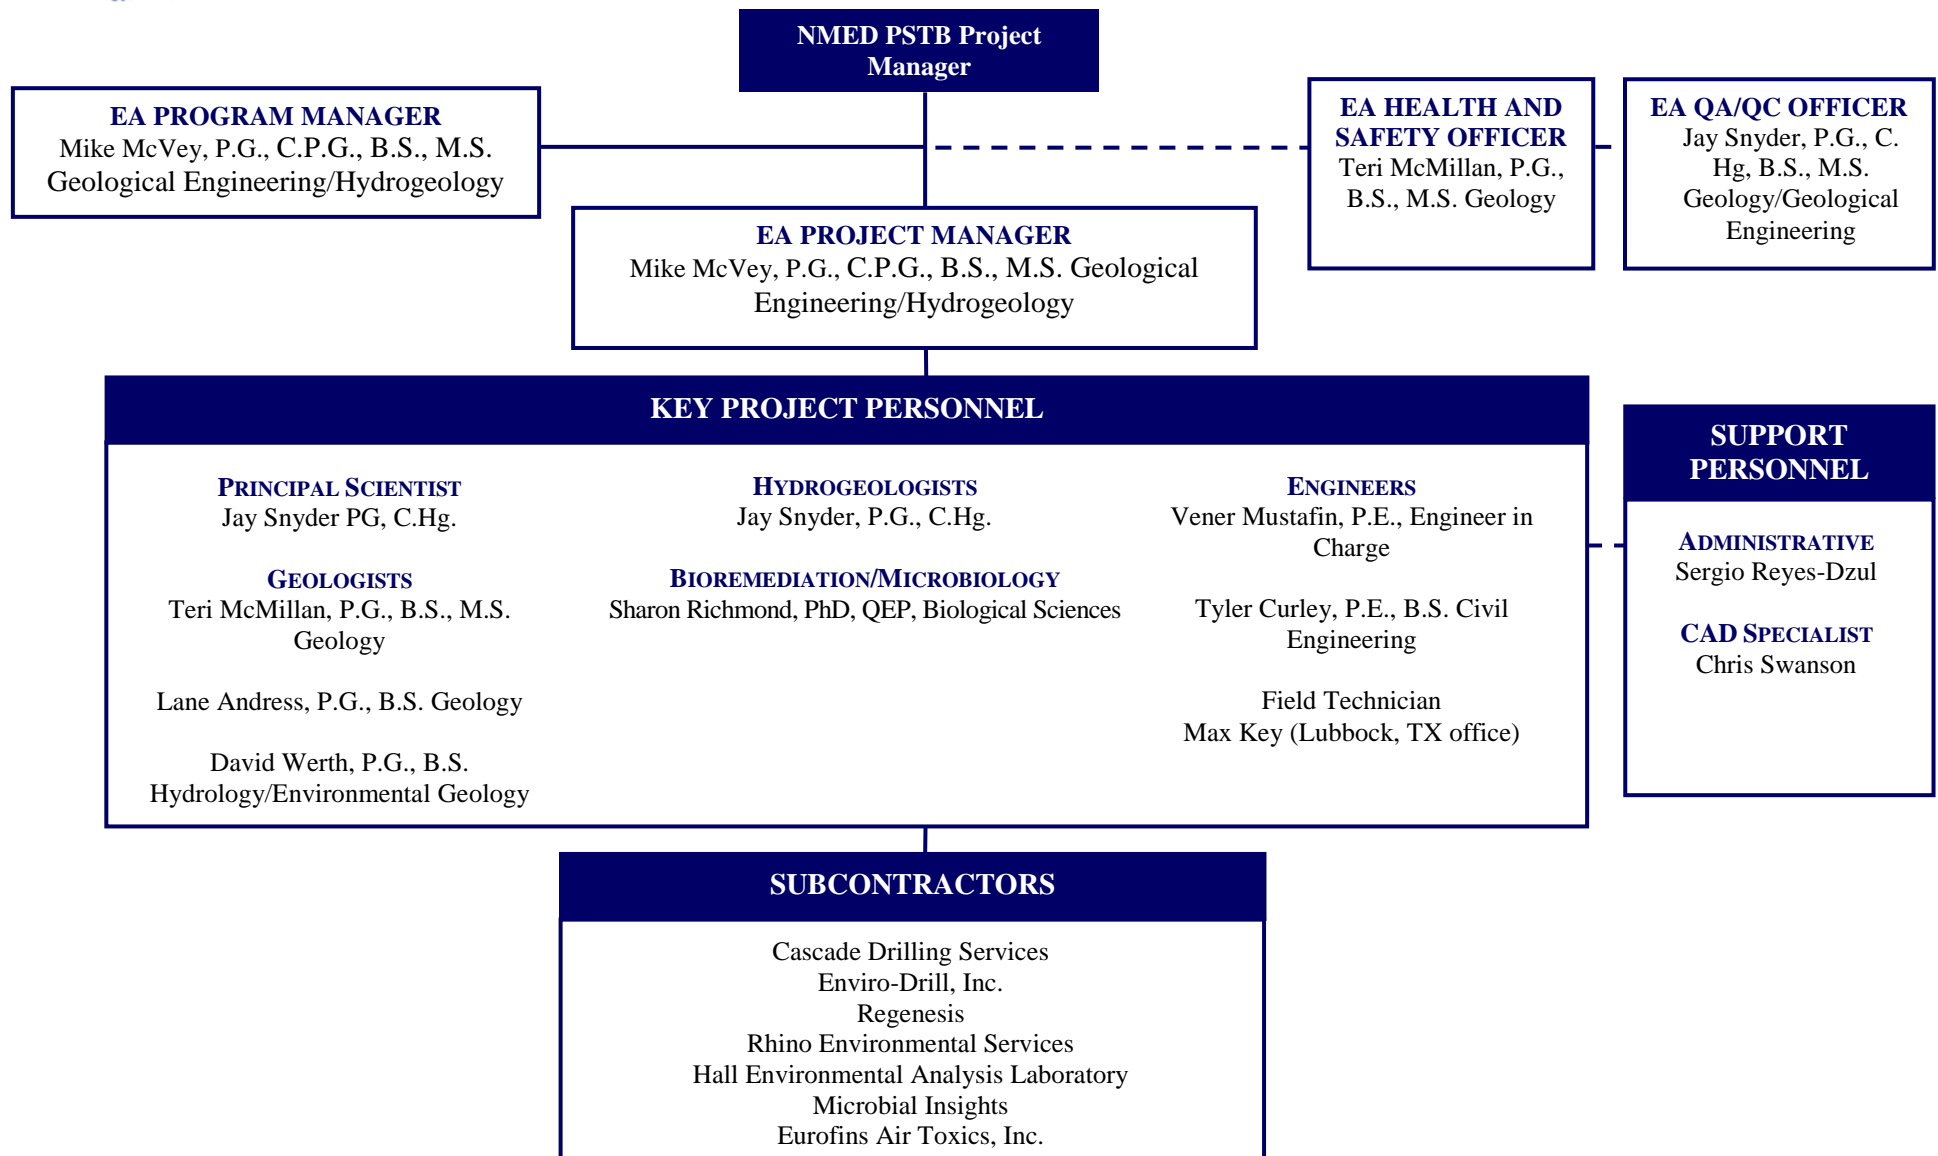 NMED PSTB Project
Manager
EA PROGRAM MANAGER
Mike McVey, P.G., C.P.G., B.S., M.S.
Geological Engineering/Hydrogeology
EA HEALTH AND
SAFETY OFFICER
Teri McMillan, P.G.,
B.S., M.S. Geology
EA QA/QC OFFICER
Jay Snyder, P.G., C.
Hg, B.S., M.S.
Geology/Geological
Engineering
EA PROJECT MANAGER
Mike McVey, P.G., C.P.G., B.S., M.S. Geological
Engineering/Hydrogeology
KEY PROJECT PERSONNEL
PRINCIPAL SCIENTIST
Jay Snyder PG, C.Hg.
GEOLOGISTS
Teri McMillan, P.G., B.S., M.S.
Geology
Lane Andress, P.G., B.S. Geology
David Werth, P.G., B.S.
Hydrology/Environmental Geology
HYDROGEOLOGISTS
Jay Snyder, P.G., C.Hg.
BIOREMEDIATION/MICROBIOLOGY
Sharon Richmond, PhD, QEP, Biological Sciences
ENGINEERS
Vener Mustafin, P.E., Engineer in
Charge
Tyler Curley, P.E., B.S. Civil
Engineering
Field Technician
Max Key (Lubbock, TX office)
SUPPORT
PERSONNEL
ADMINISTRATIVE
Sergio Reyes-Dzul
CAD SPECIALIST
Chris Swanson
SUBCONTRACTORS
Cascade Drilling Services
Enviro-Drill, Inc.
Regenesis
Rhino Environmental Services
Hall Environmental Analysis Laboratory
Microbial Insights
Eurofins Air Toxics, Inc.